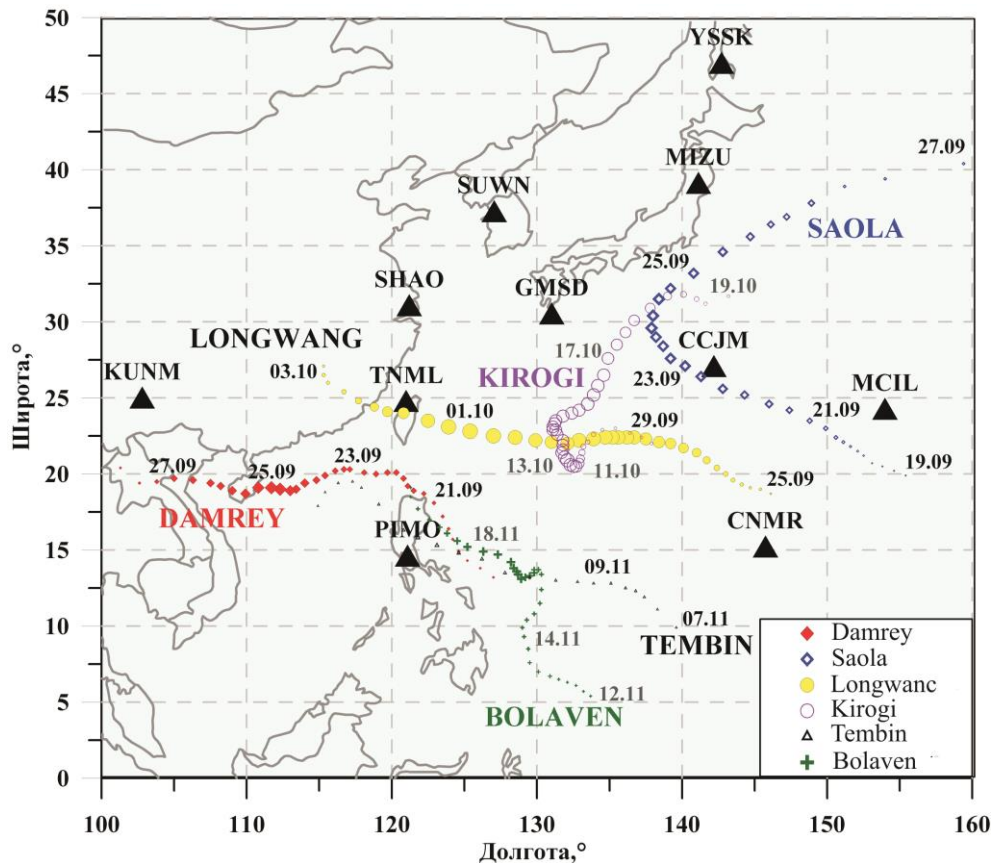 50
45
40
35
30
25
20
15
10
5
0
Широта,°
100
110
120
130
140
150
160
Долгота,°
YSSK
MIZU
27.09
SUWN
SAOLA
25.09
19.10
SHAO
GMSD
LONGWANG
17.10
CCJM
KUNM
03.10
TNML
KIROGI
23.09
MCIL
01.10
29.09
21.09
13.10
11.10
19.09
27.09
25.09
23.09
21.09
25.09
DAMREY
PIMO
18.11
CNMR
09.11
07.11
14.11
TEMBIN
12.11
BOLAVEN
Damrey
Saola
Longwanc
Kirogi
Tembin
Bolaven